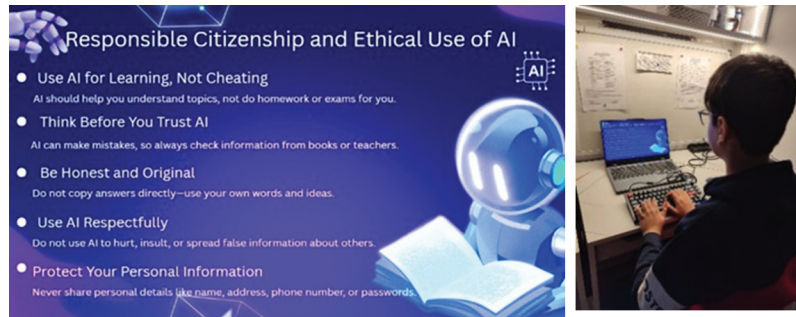 Responsible Citizenship and Ethical Use of AI
AI
Use AI for Learning, Not Cheating
AI should help you understand topics, not do homework or exams for you.
Think Before You Trust AI
AI can make mistakes, so always check information from books or teachers.
Be Honest and Original
Do not copy answers directly—use your own words and ideas.
Use AI Respectfully
Do not use AI to hurt, insult, or spread false information about others.
Protect Your Personal Information
Never share personal details like name, address, phone number, or passwords.